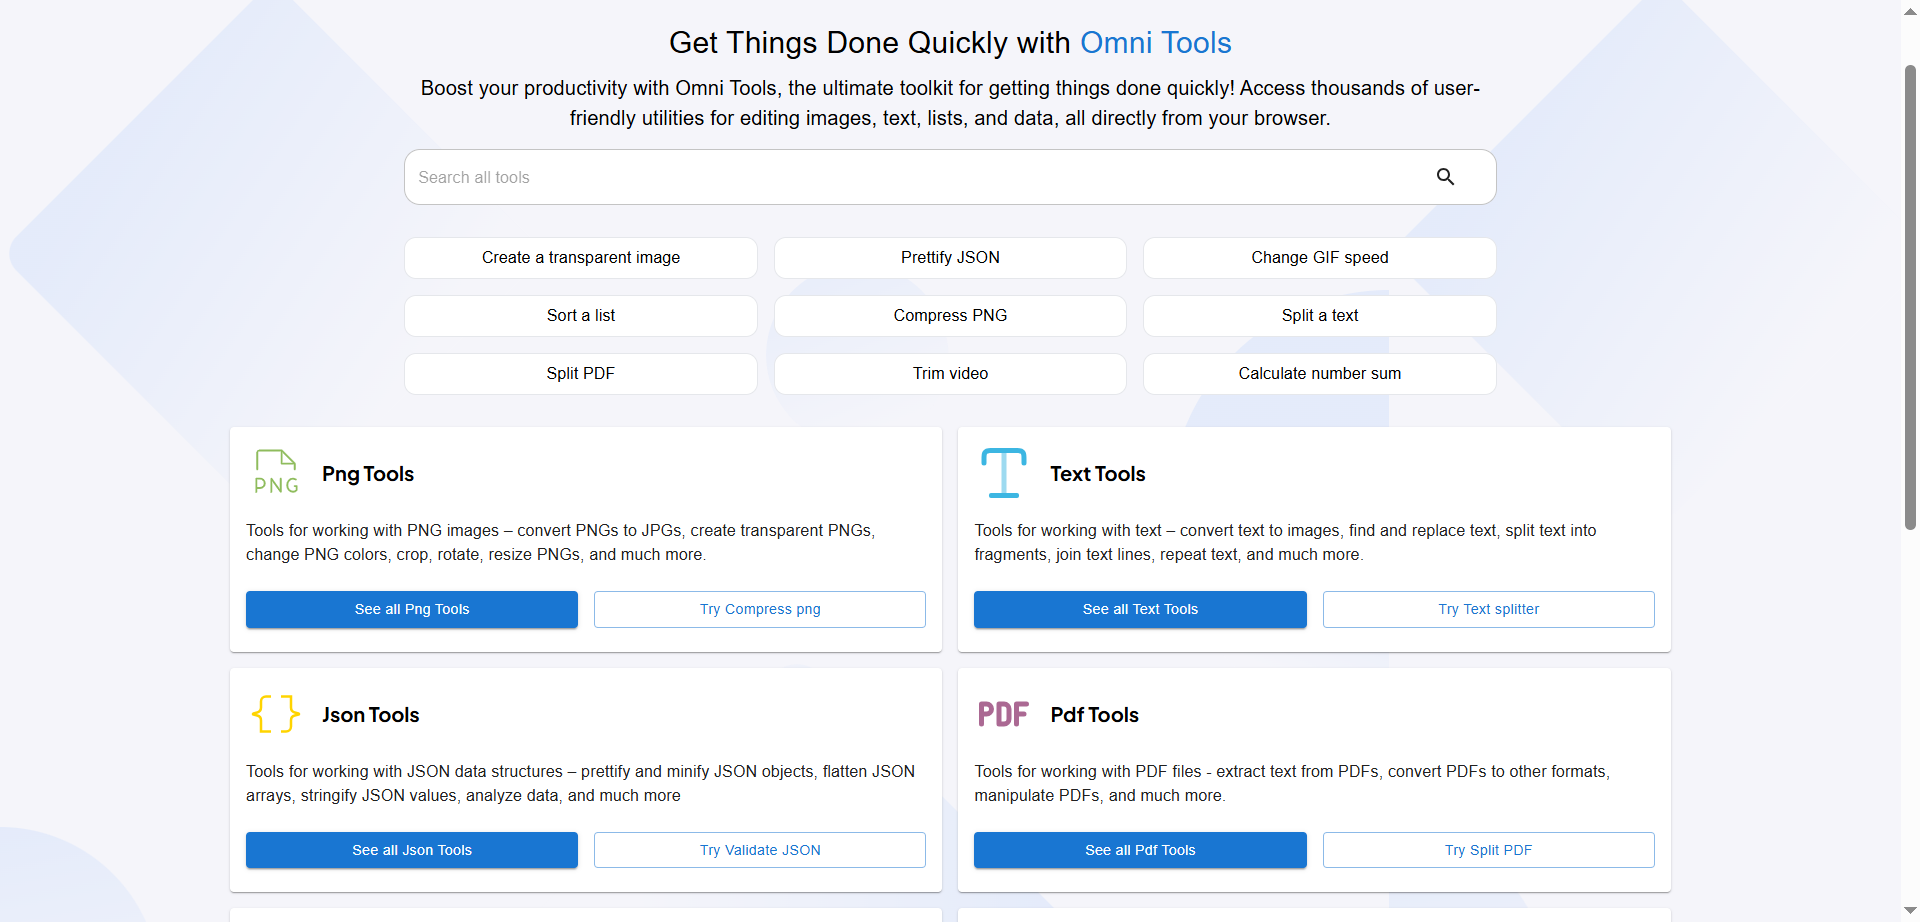 Get Things Done Quickly with Omni Tools
Boost your productivity with Omni Tools, the ultimate toolkit for getting things done quickly! Access thousands of user-
friendly utilities for editing images, text, lists, and data, all directly from your browser.
Search all tools
Create a transparent image
Prettify JSON
Change GIF speed
Sort a list
Compress PNG
Split a text
Split PDF
Trim video
Calculate number sum
PNG
Png Tools
Tools for working with PNG images – convert PNGs to JPGs, create transparent PNGs,
change PNG colors, crop, rotate, resize PNGs, and much more.
See all Png Tools
Try Compress png
Text Tools
Tools for working with text – convert text to images, find and replace text, split text into
fragments, join text lines, repeat text, and much more.
See all Text Tools
Try Text splitter
{ }
Json Tools
Tools for working with JSON data structures – prettify and minify JSON objects, flatten JSON
arrays, stringify JSON values, analyze data, and much more
See all Json Tools
Try Validate JSON
PDF
Pdf Tools
Tools for working with PDF files - extract text from PDFs, convert PDFs to other formats,
manipulate PDFs, and much more.
See all Pdf Tools
Try Split PDF